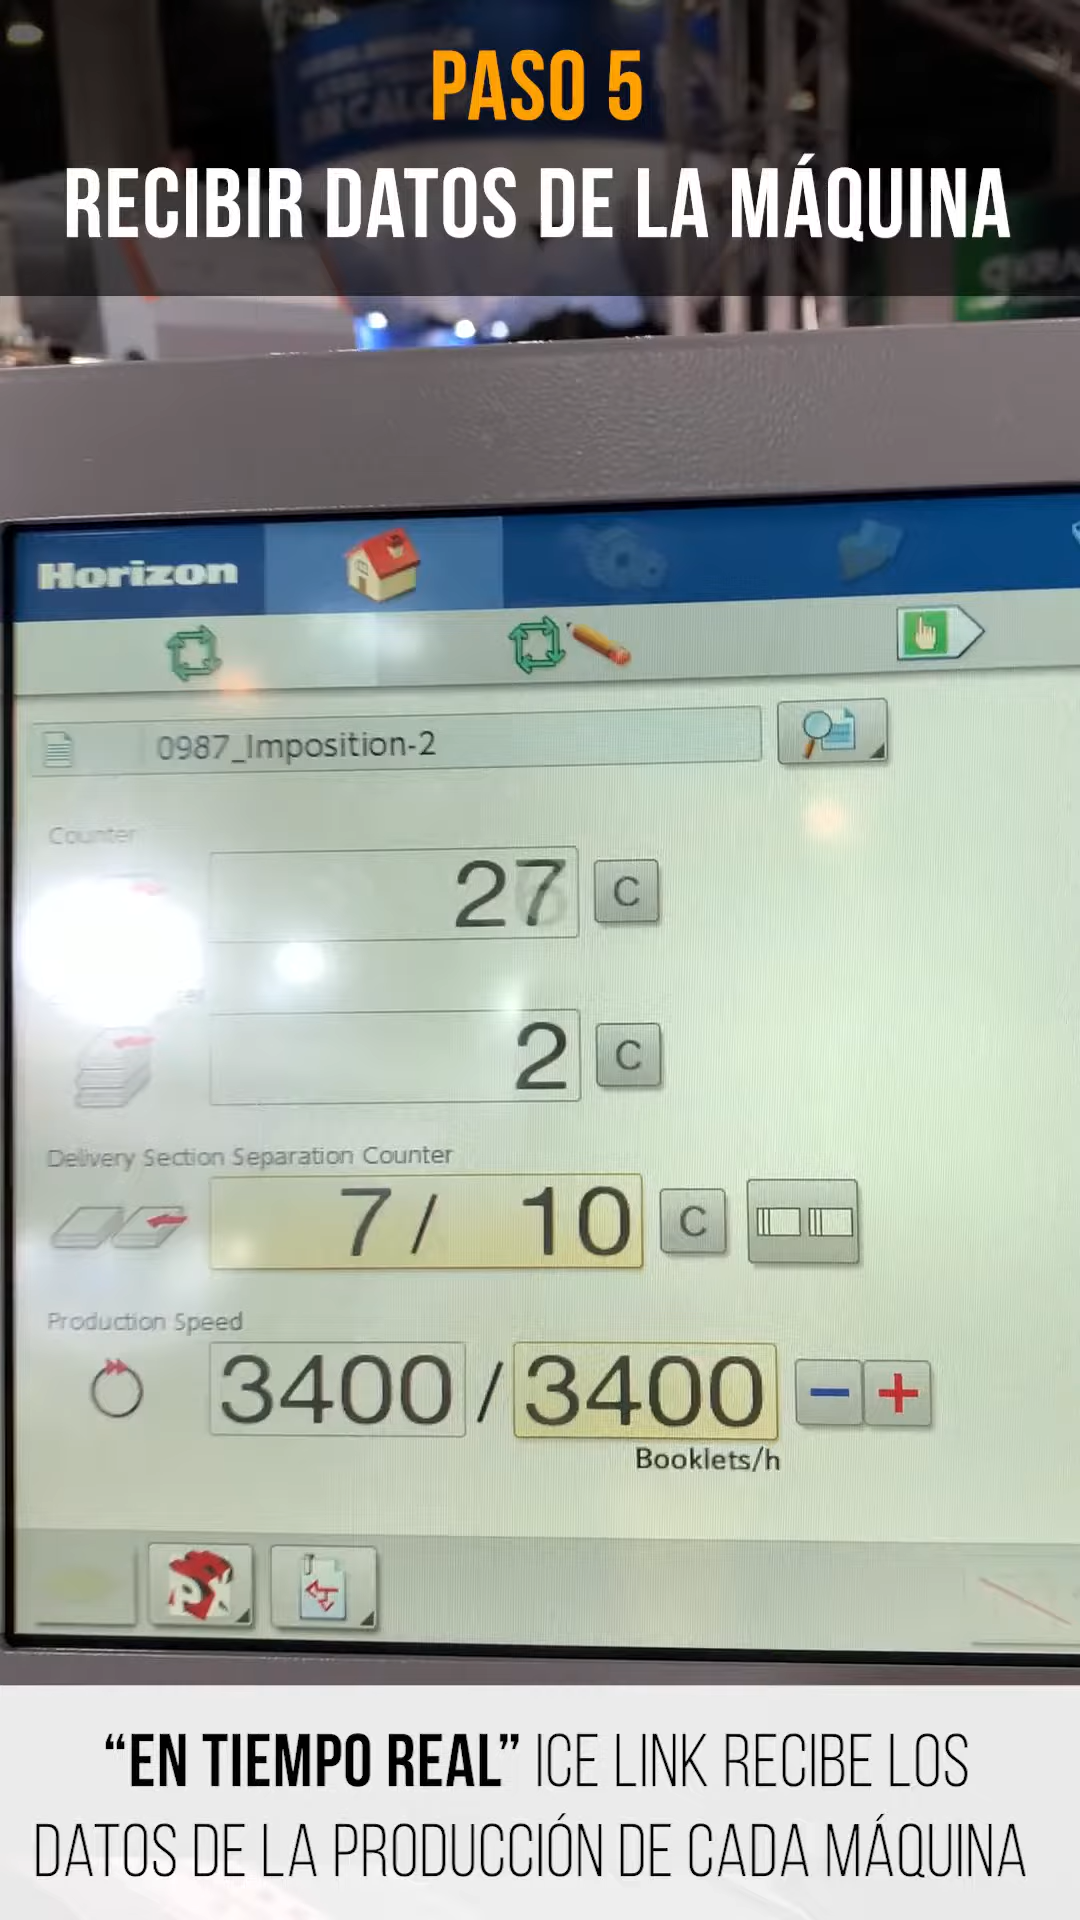 PASO 5
RECIBIR DATOS DE LA MÁQUINA
Horizon
0987_Imposition-2
Counter
27 C
2 C
Delivery Section Separation Counter
7/ 10 C
Production Speed
3400/3400
Booklets/h
“EN TIEMPO REAL” ICE LINK RECIBE LOS
DATOS DE LA PRODUCCIÓN DE CADA MÁQUINA